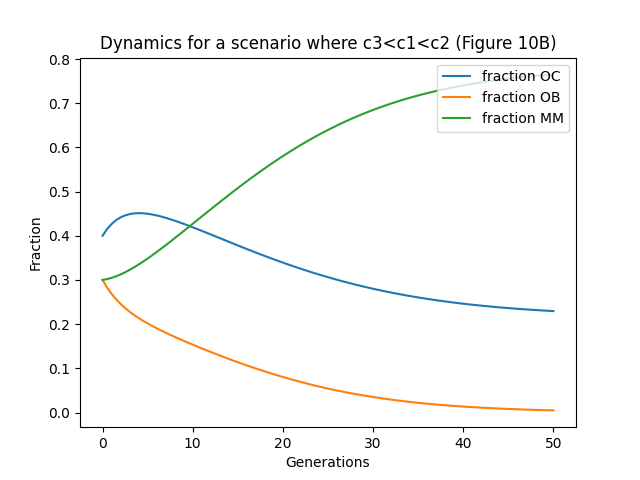 Dynamics for a scenario where c3<c1<c2 (Figure 10B)
fraction OC
fraction OB
fraction MM
Fraction
0.8
0.7
0.6
0.5
0.4
0.3
0.2
0.1
0.0
0 10 20 30 40 50
Generations